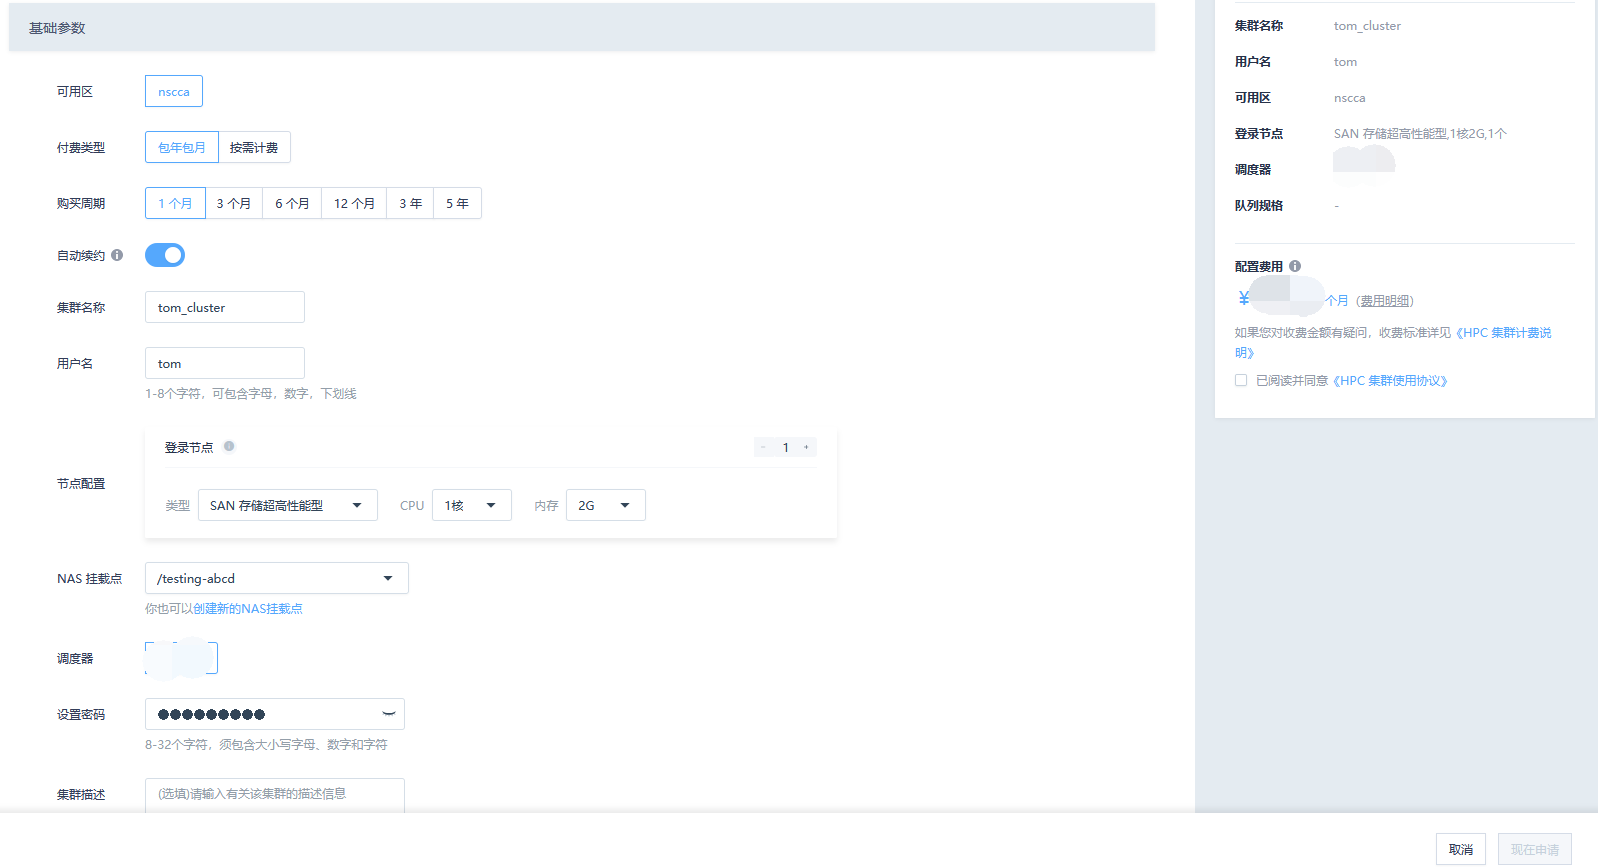 基础参数
可用区
nscca
付费类型
包年包月 按需计费
购买周期
1 个月 3 个月 6 个月 12 个月 3 年 5 年
自动续约
集群名称
tom_cluster
用户名
tom
1-8个字符，可包含字母，数字，下划线
节点配置
登录节点
- 1 +
类型 SAN 存储超高性能型 CPU 1核 内存 2G
NAS 挂载点
/testing-abcd
你也可以创建新的NAS挂载点
调度器
设置密码
8-32个字符，须包含大小写字母、数字和字符
集群描述
(选填)请输入有关该集群的描述信息
集群名称 tom_cluster
用户名 tom
可用区 nscca
登录节点 SAN 存储超高性能型,1核2G,1个
调度器
队列规格 -
配置费用
¥ 个月（费用明细）
如果您对收费金额有疑问，收费标准详见《HPC 集群计费说
明》
已阅读并同意《HPC 集群使用协议》
取消 现在申请